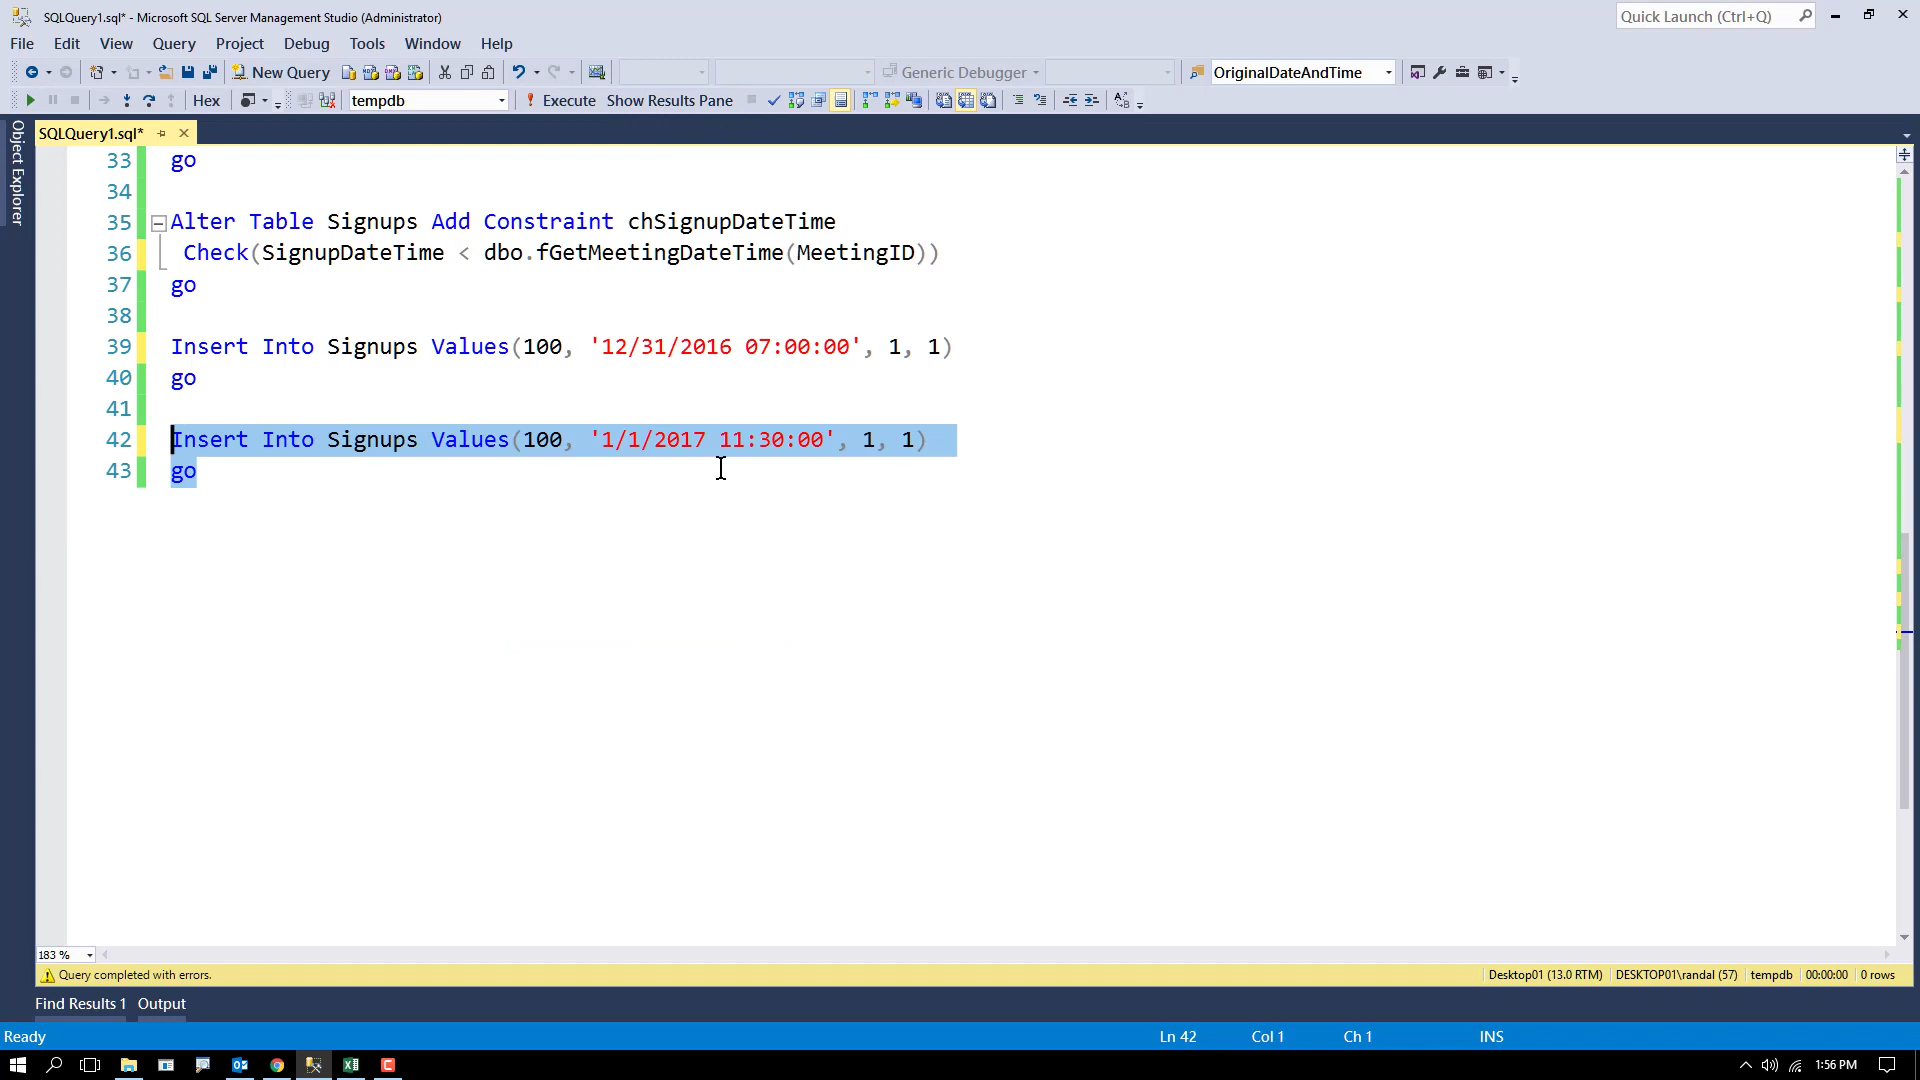 SQLQuery1.sql* - Microsoft SQL Server Management Studio (Administrator)
Quick Launch (Ctrl+Q)
File Edit View Query Project Debug Tools Window Help
New Query
Generic Debugger
OriginalDateAndTime
Hex
tempdb
Execute Show Results Pane
SQLQuery1.sql*
Object Explorer
33 go
34
35 Alter Table Signups Add Constraint chSignupDateTime
36 Check(SignupDateTime < dbo.fGetMeetingDateTime(MeetingID))
37 go
38
39 Insert Into Signups Values(100, '12/31/2016 07:00:00', 1, 1)
40 go
41
42 Insert Into Signups Values(100, '1/1/2017 11:30:00', 1, 1)
43 go
183 %
Query completed with errors.
Desktop01 (13.0 RTM) DESKTOP01\randal (57) tempdb 00:00:00 0 rows
Find Results 1 Output
Ready
Ln 42 Col 1 Ch 1 INS
1:56 PM